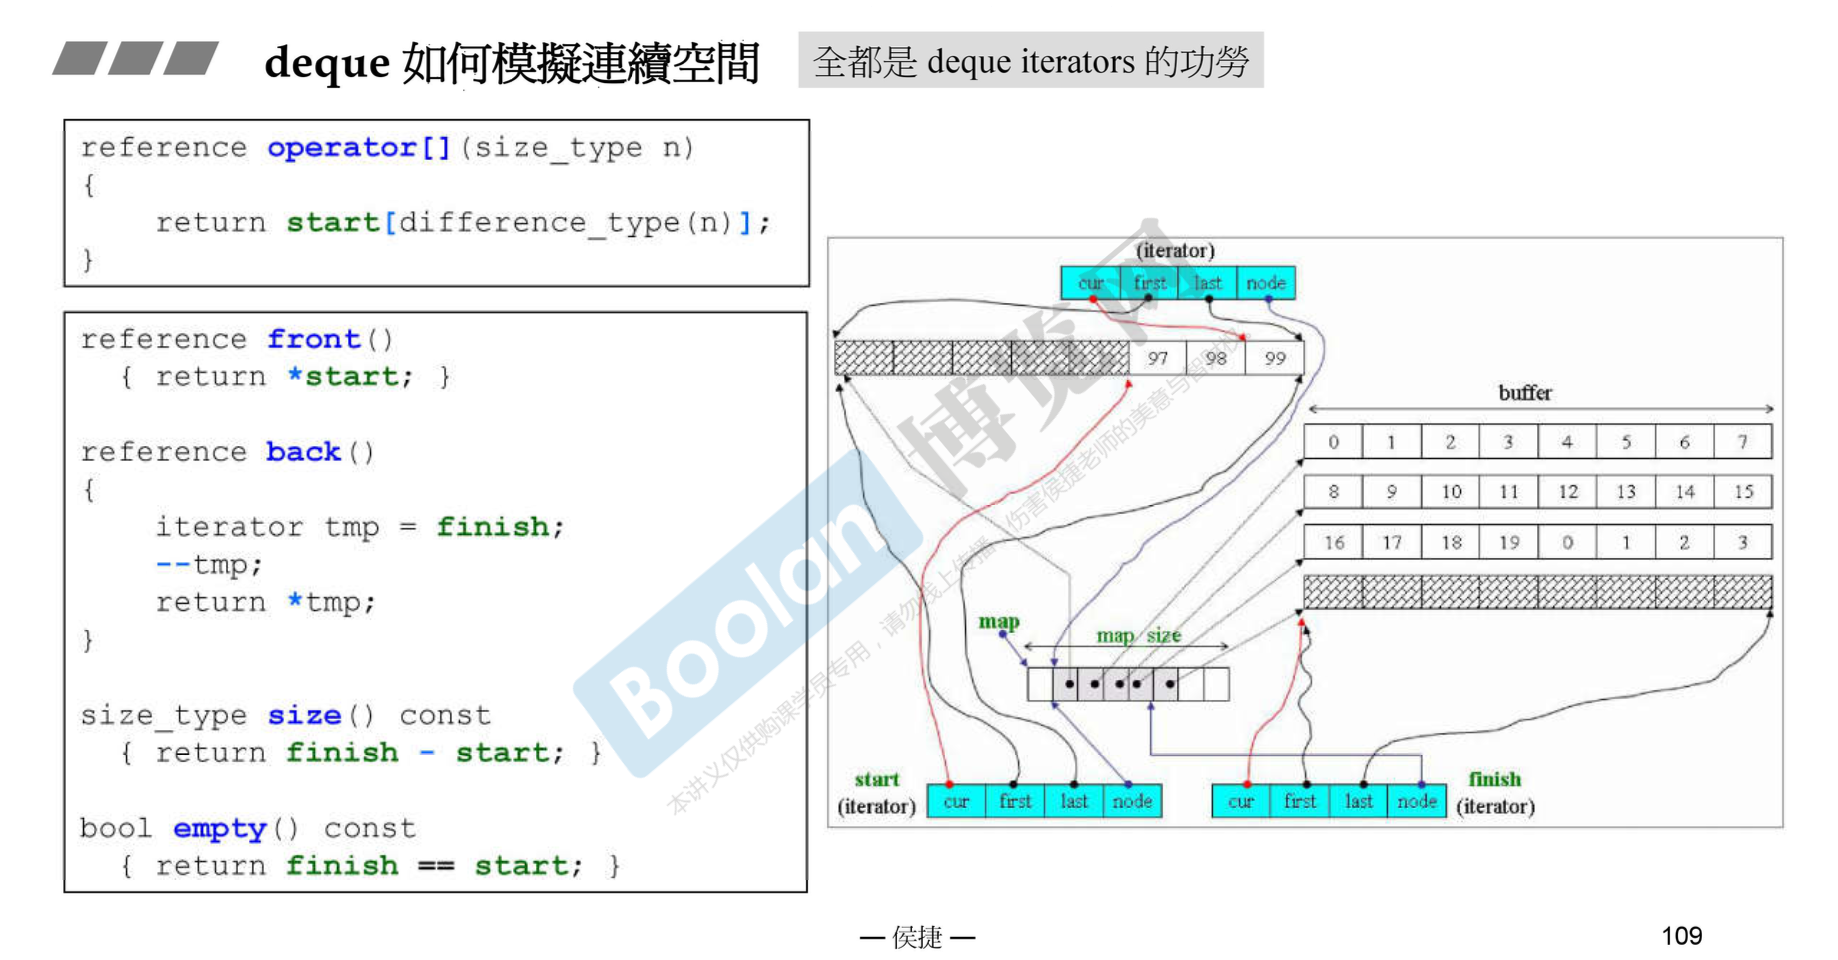 deque 如何模擬連續空間
全都是 deque iterators 的功勞
reference operator[](size_type n)
{
    return start[difference_type(n)];
}
reference front()
  { return *start; }
reference back()
{
    iterator tmp = finish;
    --tmp;
    return *tmp;
}
size_type size() const
  { return finish - start; }
bool empty() const
  { return finish == start; }
(iterator)
cur first last node
97 98 99
buffer
0 1 2 3 4 5 6 7
8 9 10 11 12 13 14 15
16 17 18 19 0 1 2 3
map
map size
start
(iterator)
cur first last node
cur first last node
finish
(iterator)
Boolan 博览网
本讲义仅供购课学员专用，请勿线上传播，伤害侯捷老师的美意与智财权。
— 侯捷 —
109